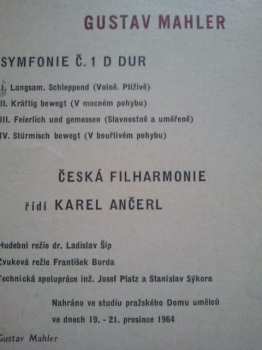 GUSTAV MAHLER
SYMFONIE Č. 1 D DUR
I. Langsam. Schleppend (Volně. Plíživě)
II. Kräftig bewegt (V mocném pohybu)
III. Feierlich und gemessen (Slavnostně a umířeně)
IV. Stürmisch bewegt (V bouřlivém pohybu)
ČESKÁ FILHARMONIE
řídí KAREL ANČERL
Hudební režie dr. Ladislav Šíp
Zvuková režie František Burda
Technická spolupráce inž. Josef Platz a Stanislav Sýkora
Nahráno ve studiu pražského Domu umělců
ve dnech 19. - 21. prosince 1964
Gustav Mahler